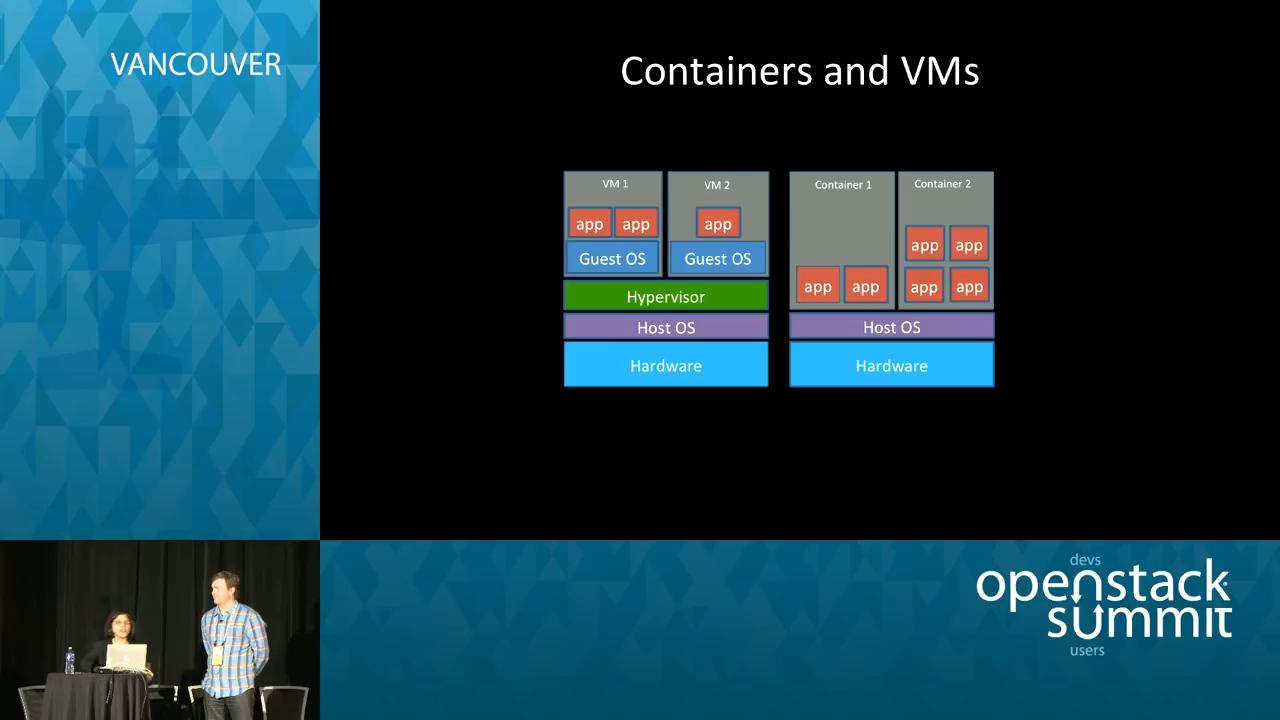 VANCOUVER
Containers and VMs
VM 1
VM 2
app app
app
Guest OS
Guest OS
Hypervisor
Host OS
Hardware
Container 1
Container 2
app app
app app
app app
Host OS
Hardware
devs
openstack
summit
users